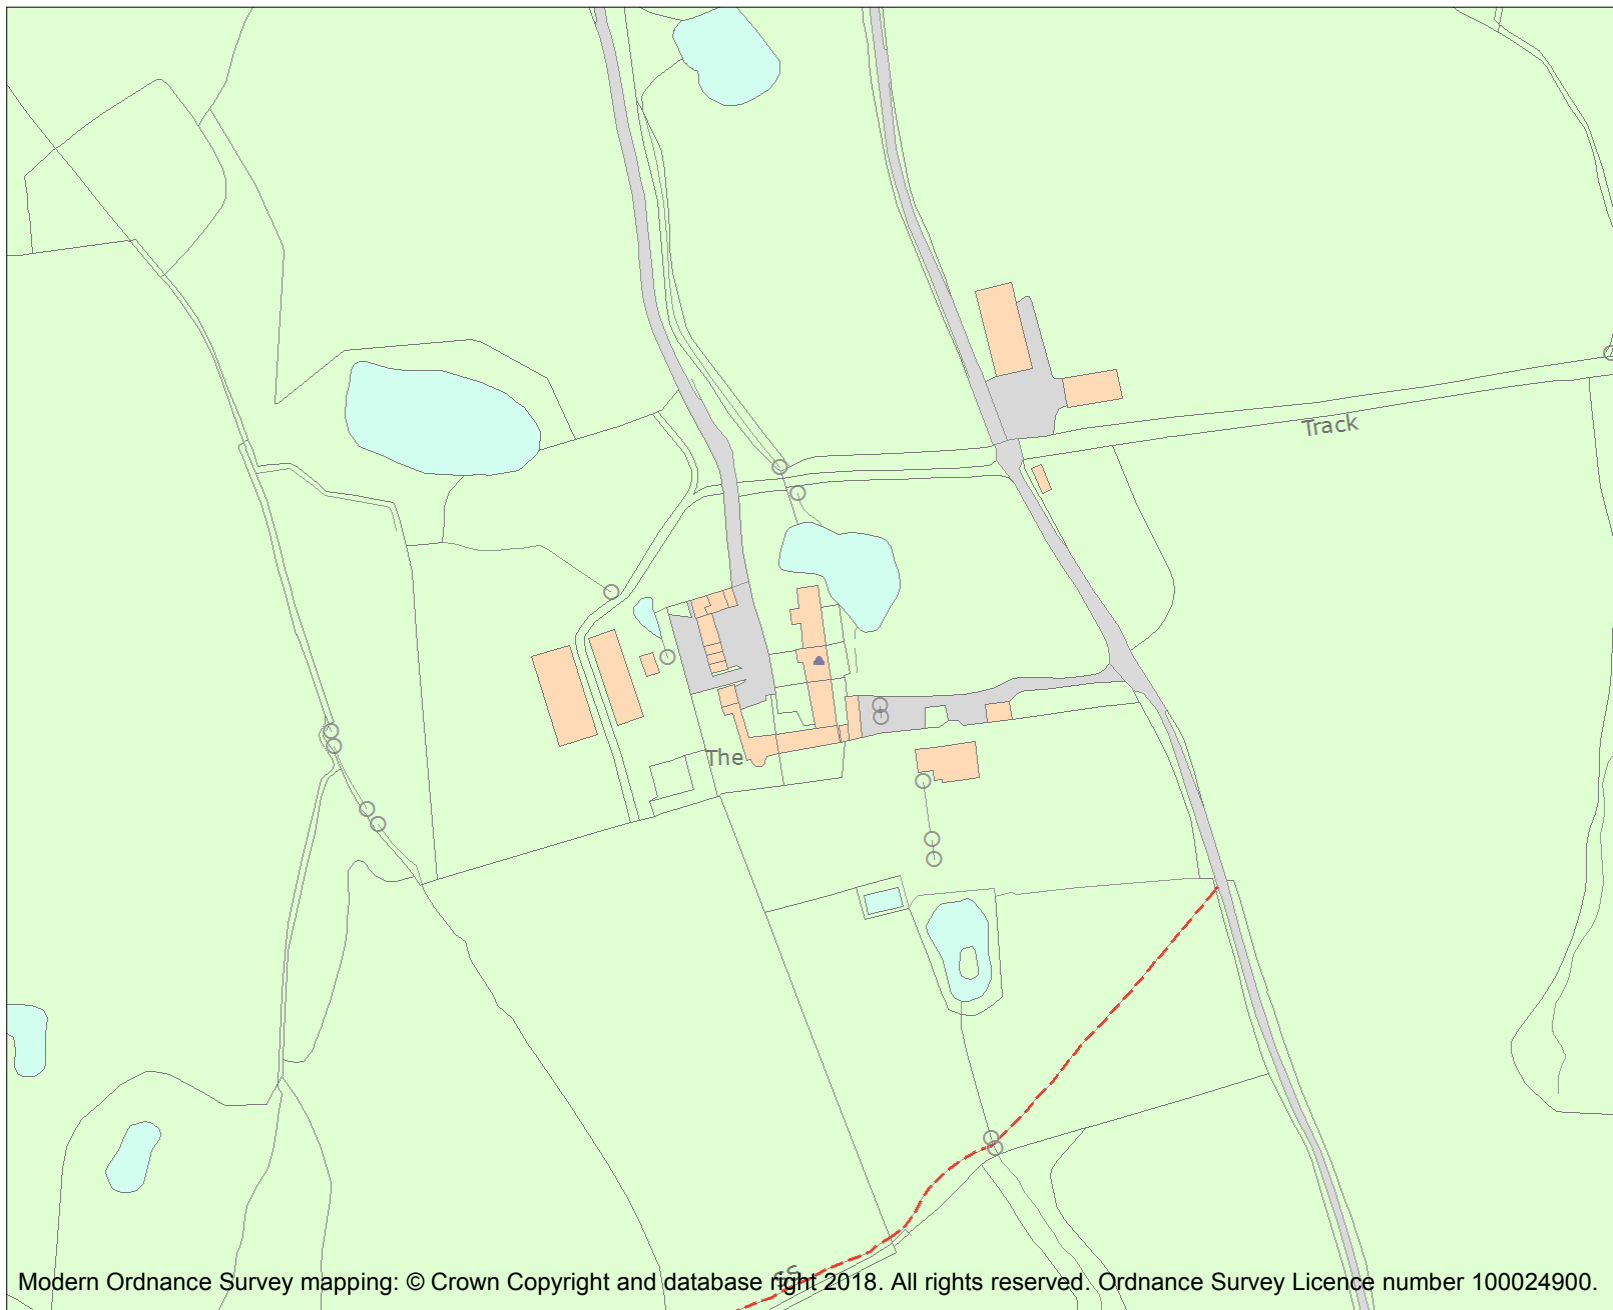 Track
The
SS
Modern Ordnance Survey mapping: © Crown Copyright and database right 2018. All rights reserved. Ordnance Survey Licence number 100024900.